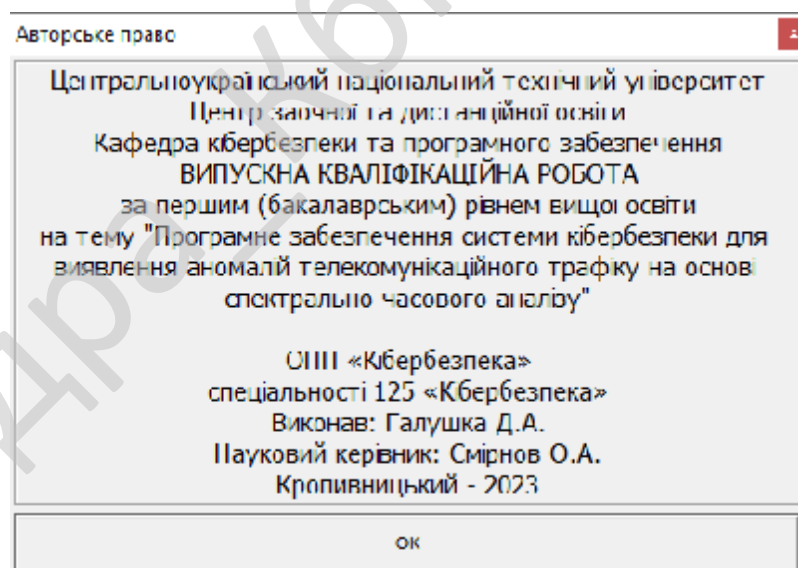 Авторське право
Центральноукраїнський національний технічний університет
Центр заочної та дистанційної освіти
Кафедра кібербезпеки та програмного забезпечення
ВИПУСКНА КВАЛІФІКАЦІЙНА РОБОТА
за першим (бакалаврським) рівнем вищої освіти
на тему "Програмне забезпечення системи кібербезпеки для
виявлення аномалій телекомунікаційного трафіку на основі
спектрально часового аналізу"
ОПП «Кібербезпека»
спеціальності 125 «Кібербезпека»
Виконав: Галушка Д.А.
Науковий керівник: Смірнов О.А.
Кропивницький - 2023
ОК